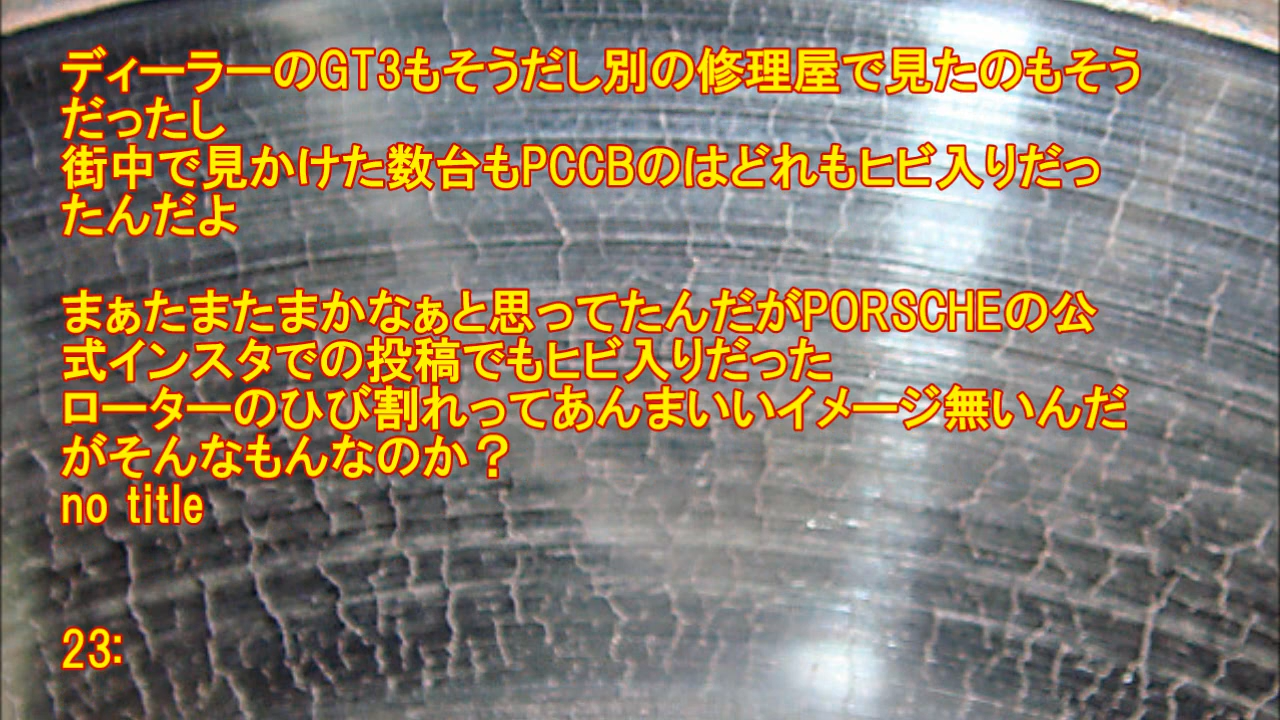 ディーラーのGT3もそうだし別の修理屋で見たのもそう
だったし
街中で見かけた数台もPCCBのはどれもヒビ入りだっ
たんだよ
まぁたまたまかなぁと思ってたんだがPORSCHEの公
式インスタでの投稿でもヒビ入りだった
ローターのひび割れってあんまいいイメージ無いんだ
がそんなもんなのか？
no title
23: